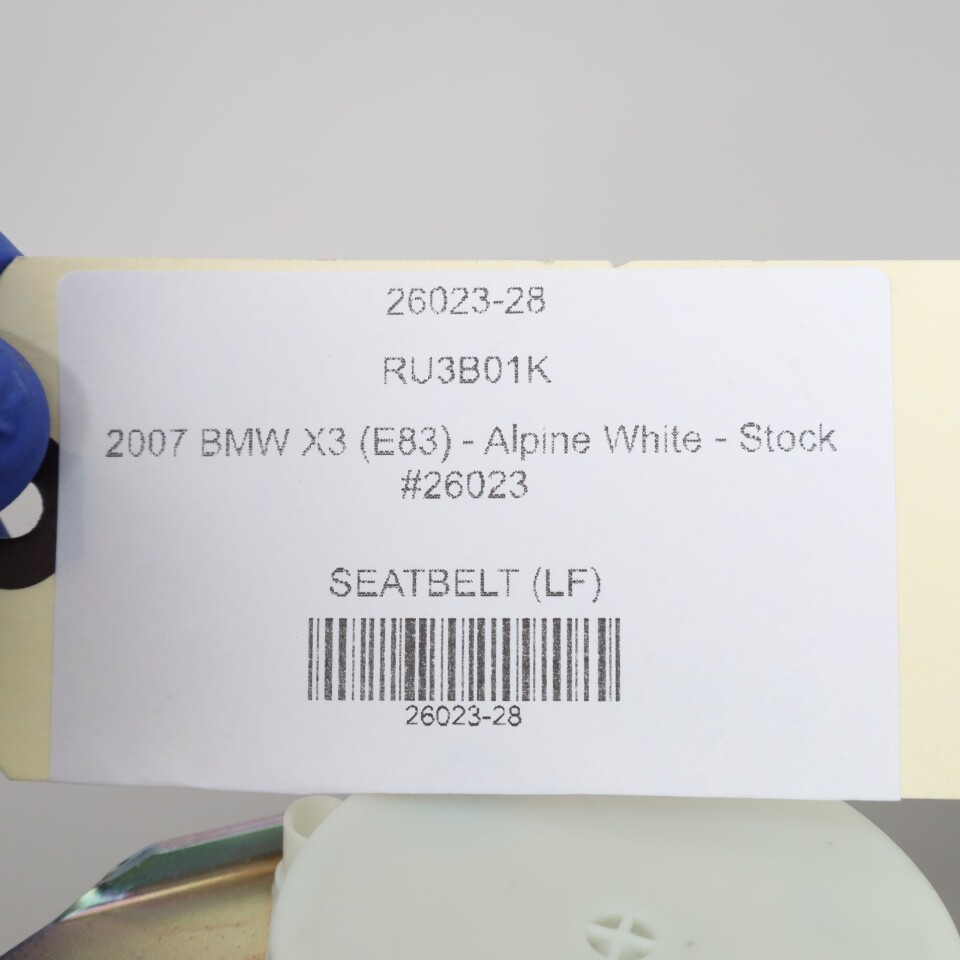 26023-28
RU3B01K
2007 BMW X3 (E83) - Alpine White - Stock
#26023
SEATBELT (LF)
26023-28